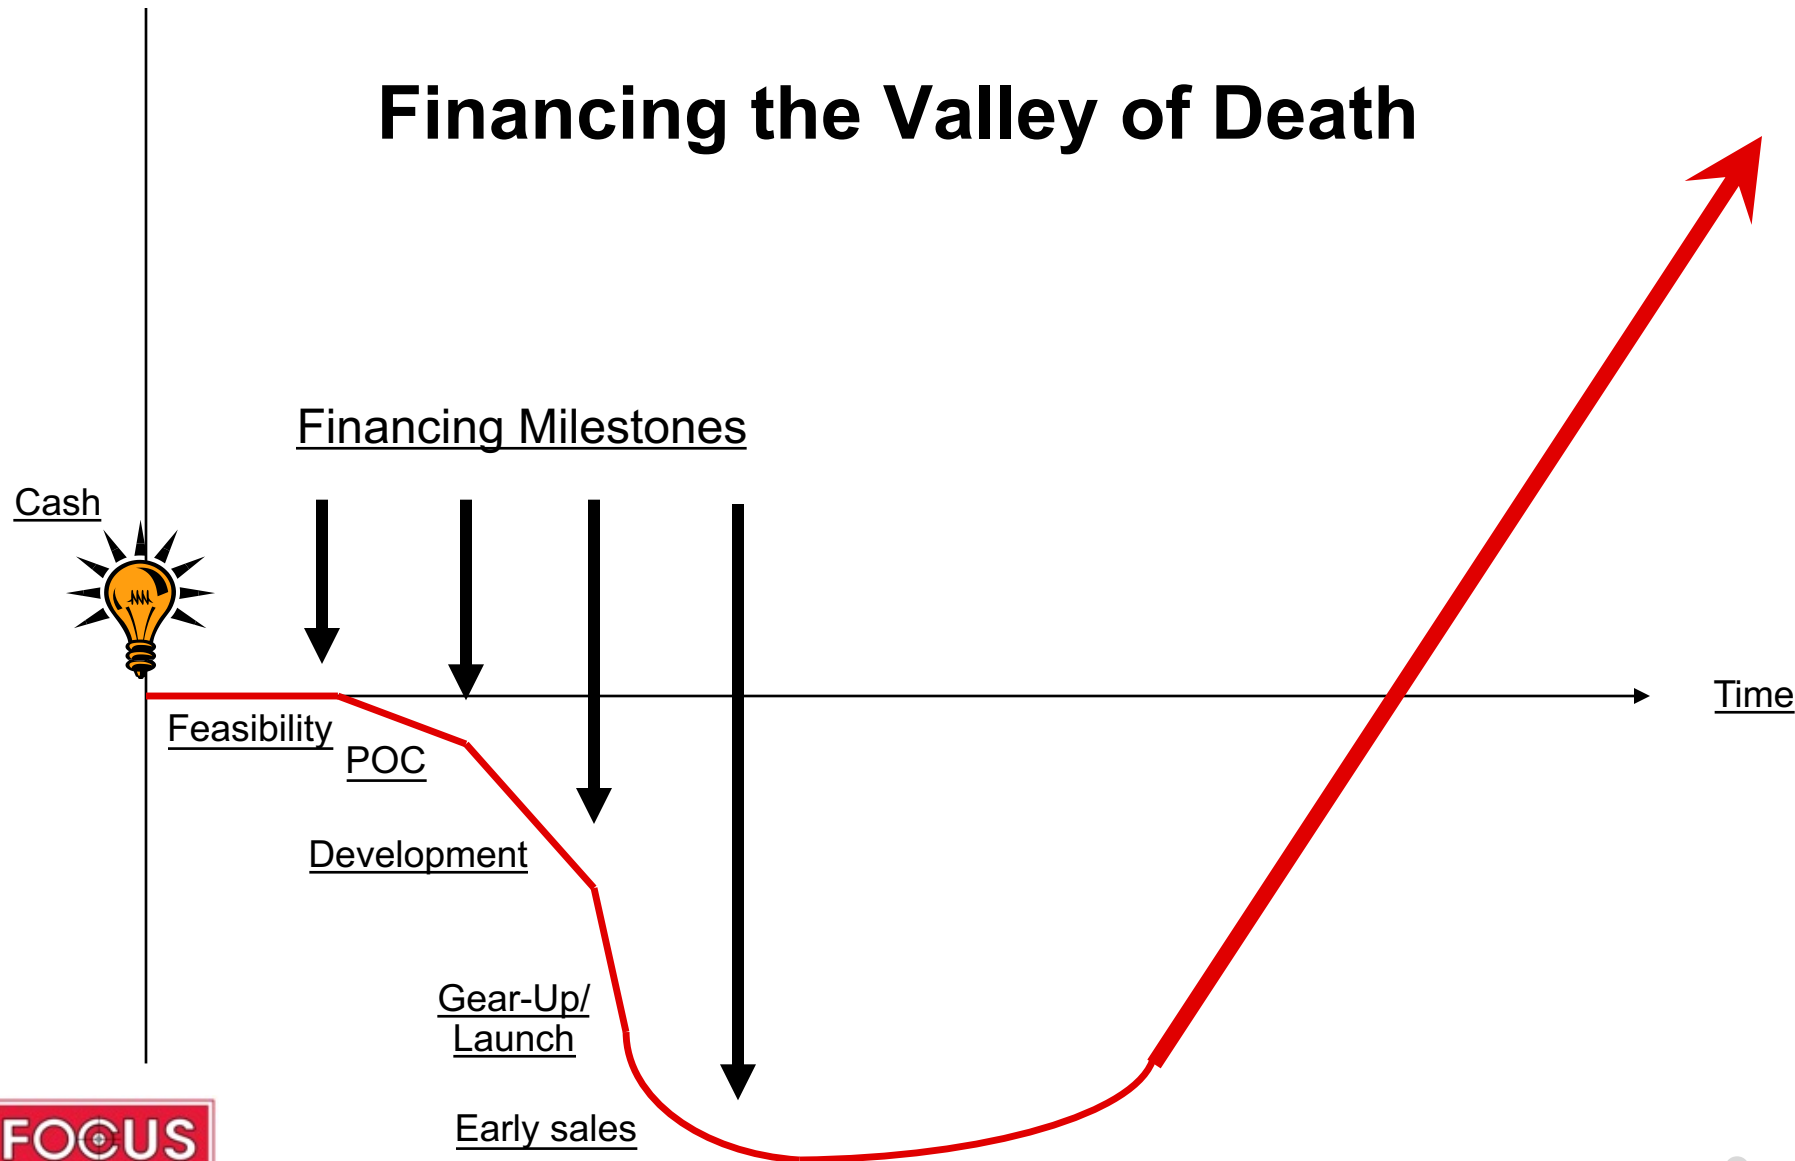 Financing the Valley of Death
Financing Milestones
Cash
Time
Feasibility
POC
Development
Gear-Up/
Launch
Early sales
FOCUS